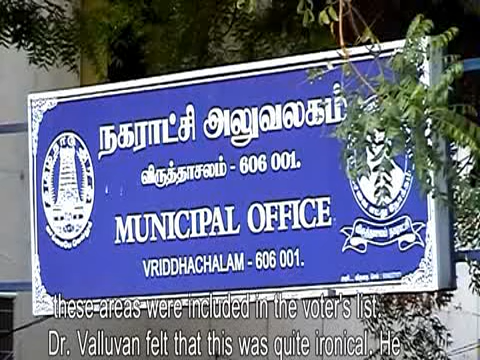 நகராட்சி அலுவலகம்
விருத்தாசலம் - 606 001.
MUNICIPAL OFFICE
VRIDDHACHALAM - 606 001.
these areas were included in the voter's list.
Dr. Valluvan felt that this was quite ironical. He